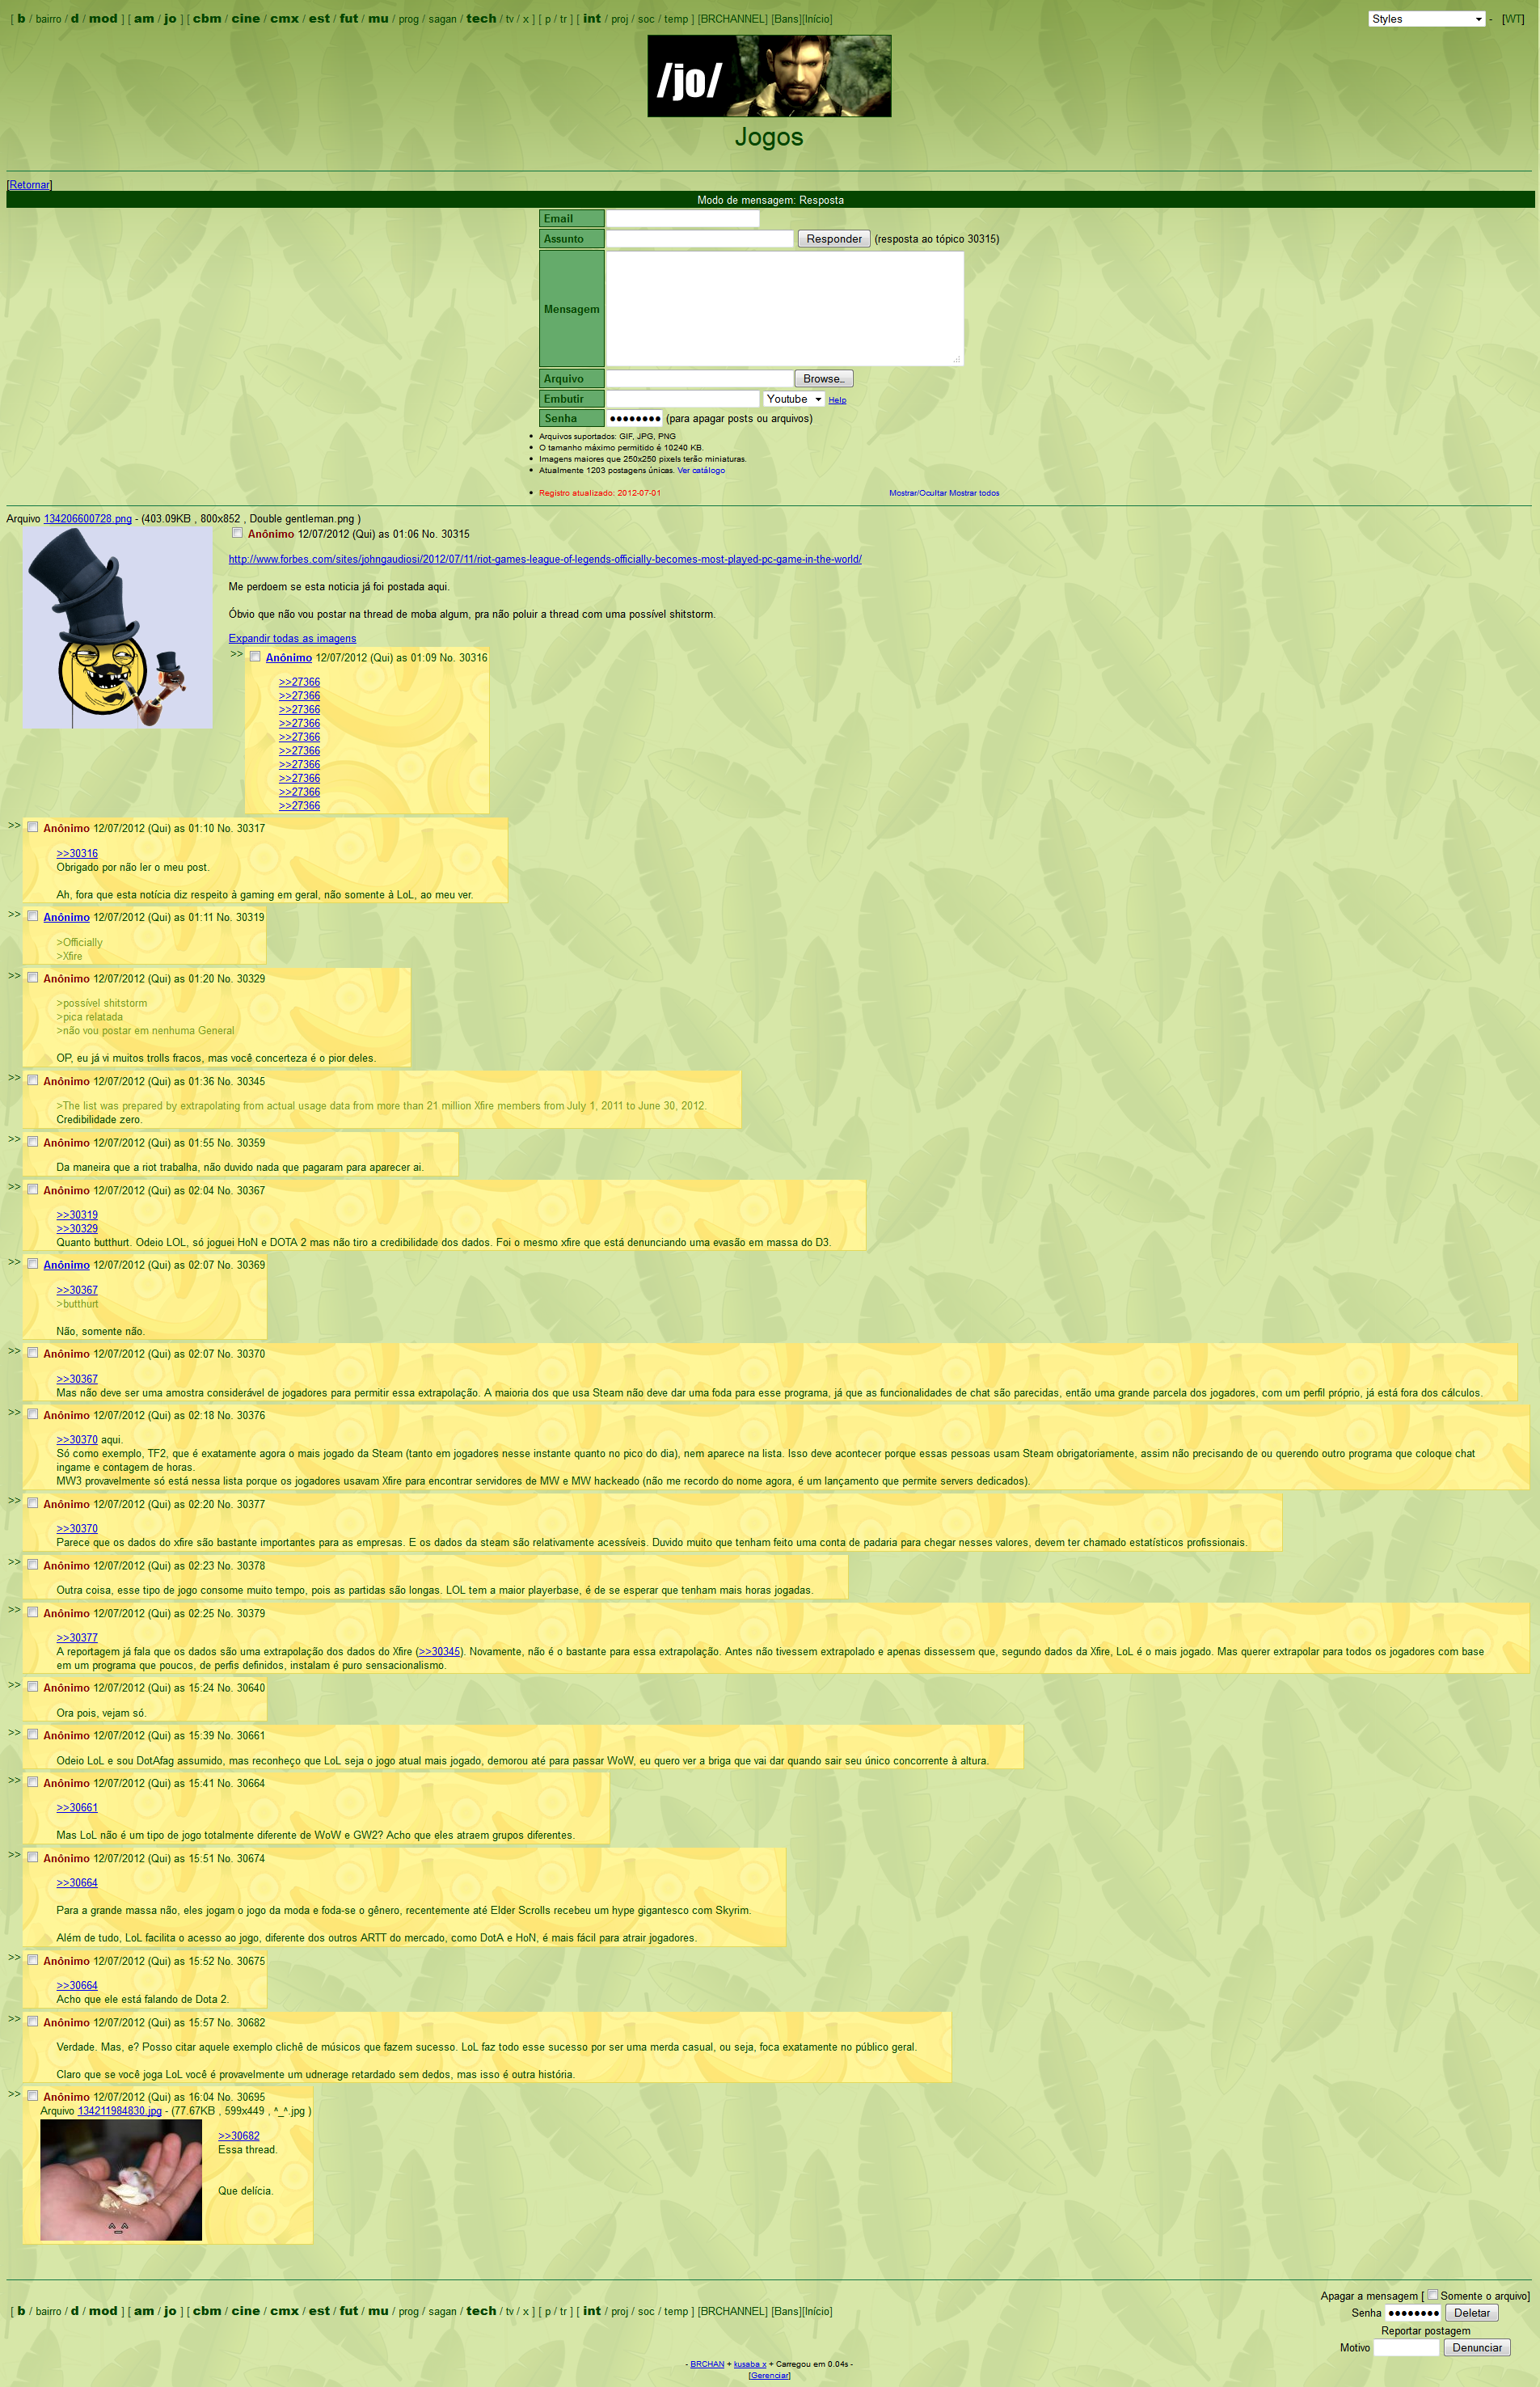 [ b / bairro / d / mod ] [ am / jo ] [ cbm / cine / cmx / est / fut / mu / prog / sagan / tech / tv / x ] [ p / tr ] [ int / proj / soc / temp ] [BRCHANNEL] [Bans][Início]
Styles - [WT]
/jo/
Jogos
[Retornar]
Modo de mensagem: Resposta
Email
Assunto Responder (resposta ao tópico 30315)
Mensagem
Arquivo Browse...
Embutir Youtube Help
Senha ●●●●●●●● (para apagar posts ou arquivos)
Arquivos suportados: GIF, JPG, PNG
O tamanho máximo permitido é 10240 KB.
Imagens maiores que 250x250 pixels terão miniaturas.
Atualmente 1203 postagens únicas. Ver catálogo
Registro atualizado: 2012-07-01 Mostrar/Ocultar Mostrar todos
Arquivo 134206600728.png - (403.09KB , 800x852 , Double gentleman.png )
Anônimo 12/07/2012 (Qui) as 01:06 No. 30315
http://www.forbes.com/sites/johngaudiosi/2012/07/11/riot-games-league-of-legends-officially-becomes-most-played-pc-game-in-the-world/
Me perdoem se esta noticia já foi postada aqui.
Óbvio que não vou postar na thread de moba algum, pra não poluir a thread com uma possível shitstorm.
Expandir todas as imagens
>> Anônimo 12/07/2012 (Qui) as 01:09 No. 30316
>>27366
>>27366
>>27366
>>27366
>>27366
>>27366
>>27366
>>27366
>>27366
>>27366
>> Anônimo 12/07/2012 (Qui) as 01:10 No. 30317
>>30316
Obrigado por não ler o meu post.
Ah, fora que esta notícia diz respeito à gaming em geral, não somente à LoL, ao meu ver.
>> Anônimo 12/07/2012 (Qui) as 01:11 No. 30319
>Officially
>Xfire
>> Anônimo 12/07/2012 (Qui) as 01:20 No. 30329
>possível shitstorm
>pica relatada
>não vou postar em nenhuma General
OP, eu já vi muitos trolls fracos, mas você concerteza é o pior deles.
>> Anônimo 12/07/2012 (Qui) as 01:36 No. 30345
>The list was prepared by extrapolating from actual usage data from more than 21 million Xfire members from July 1, 2011 to June 30, 2012.
Credibilidade zero.
>> Anônimo 12/07/2012 (Qui) as 01:55 No. 30359
Da maneira que a riot trabalha, não duvido nada que pagaram para aparecer ai.
>> Anônimo 12/07/2012 (Qui) as 02:04 No. 30367
>>30319
>>30329
Quanto butthurt. Odeio LOL, só joguei HoN e DOTA 2 mas não tiro a credibilidade dos dados. Foi o mesmo xfire que está denunciando uma evasão em massa do D3.
>> Anônimo 12/07/2012 (Qui) as 02:07 No. 30369
>>30367
>butthurt
Não, somente não.
>> Anônimo 12/07/2012 (Qui) as 02:07 No. 30370
>>30367
Mas não deve ser uma amostra considerável de jogadores para permitir essa extrapolação. A maioria dos que usa Steam não deve dar uma foda para esse programa, já que as funcionalidades de chat são parecidas, então uma grande parcela dos jogadores, com um perfil próprio, já está fora dos cálculos.
>> Anônimo 12/07/2012 (Qui) as 02:18 No. 30376
>>30370 aqui.
Só como exemplo, TF2, que é exatamente agora o mais jogado da Steam (tanto em jogadores nesse instante quanto no pico do dia), nem aparece na lista. Isso deve acontecer porque essas pessoas usam Steam obrigatoriamente, assim não precisando de ou querendo outro programa que coloque chat
ingame e contagem de horas.
MW3 provavelmente só está nessa lista porque os jogadores usavam Xfire para encontrar servidores de MW e MW hackeado (não me recordo do nome agora, é um lançamento que permite servers dedicados).
>> Anônimo 12/07/2012 (Qui) as 02:20 No. 30377
>>30370
Parece que os dados do xfire são bastante importantes para as empresas. E os dados da steam são relativamente acessíveis. Duvido muito que tenham feito uma conta de padaria para chegar nesses valores, devem ter chamado estatísticos profissionais.
>> Anônimo 12/07/2012 (Qui) as 02:23 No. 30378
Outra coisa, esse tipo de jogo consome muito tempo, pois as partidas são longas. LOL tem a maior playerbase, é de se esperar que tenham mais horas jogadas.
>> Anônimo 12/07/2012 (Qui) as 02:25 No. 30379
>>30377
A reportagem já fala que os dados são uma extrapolação dos dados do Xfire (>>30345). Novamente, não é o bastante para essa extrapolação. Antes não tivessem extrapolado e apenas dissessem que, segundo dados da Xfire, LoL é o mais jogado. Mas querer extrapolar para todos os jogadores com base
em um programa que poucos, de perfis definidos, instalam é puro sensacionalismo.
>> Anônimo 12/07/2012 (Qui) as 15:24 No. 30640
Ora pois, vejam só.
>> Anônimo 12/07/2012 (Qui) as 15:39 No. 30661
Odeio LoL e sou DotAfag assumido, mas reconheço que LoL seja o jogo atual mais jogado, demorou até para passar WoW, eu quero ver a briga que vai dar quando sair seu único concorrente à altura.
>> Anônimo 12/07/2012 (Qui) as 15:41 No. 30664
>>30661
Mas LoL não é um tipo de jogo totalmente diferente de WoW e GW2? Acho que eles atraem grupos diferentes.
>> Anônimo 12/07/2012 (Qui) as 15:51 No. 30674
>>30664
Para a grande massa não, eles jogam o jogo da moda e foda-se o gênero, recentemente até Elder Scrolls recebeu um hype gigantesco com Skyrim.
Além de tudo, LoL facilita o acesso ao jogo, diferente dos outros ARTT do mercado, como DotA e HoN, é mais fácil para atrair jogadores.
>> Anônimo 12/07/2012 (Qui) as 15:52 No. 30675
>>30664
Acho que ele está falando de Dota 2.
>> Anônimo 12/07/2012 (Qui) as 15:57 No. 30682
Verdade. Mas, e? Posso citar aquele exemplo clichê de músicos que fazem sucesso. LoL faz todo esse sucesso por ser uma merda casual, ou seja, foca exatamente no público geral.
Claro que se você joga LoL você é provavelmente um udnerage retardado sem dedos, mas isso é outra história.
>> Anônimo 12/07/2012 (Qui) as 16:04 No. 30695
Arquivo 134211984830.jpg - (77.67KB , 599x449 , ^_^.jpg )
>>30682
Essa thread.
Que delícia.
^_^
Apagar a mensagem [ Somente o arquivo]
[ b / bairro / d / mod ] [ am / jo ] [ cbm / cine / cmx / est / fut / mu / prog / sagan / tech / tv / x ] [ p / tr ] [ int / proj / soc / temp ] [BRCHANNEL] [Bans][Início]
Senha ●●●●●●●● Deletar
Reportar postagem
Motivo Denunciar
- BRCHAN + kusaba x + Carregou em 0.04s -
[Gerenciar]